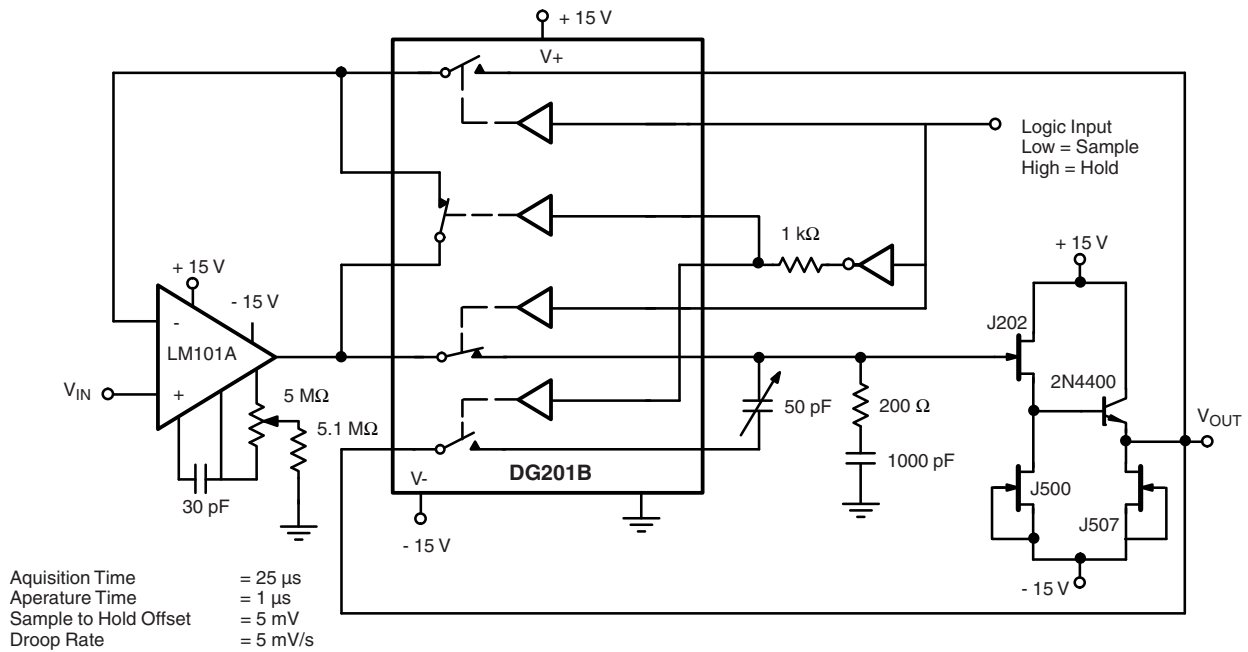 + 15 V
V+
Logic Input
Low = Sample
High = Hold
1 kΩ
+ 15 V
+ 15 V
- 15 V
J202
-
LM101A
2N4400
VIN
+
5 MΩ
50 pF
200 Ω
VOUT
5.1 MΩ
DG201B
1000 pF
V-
J500
30 pF
J507
- 15 V
- 15 V
Aquisition Time = 25 µs
Aperature Time = 1 µs
Sample to Hold Offset = 5 mV
Droop Rate = 5 mV/s